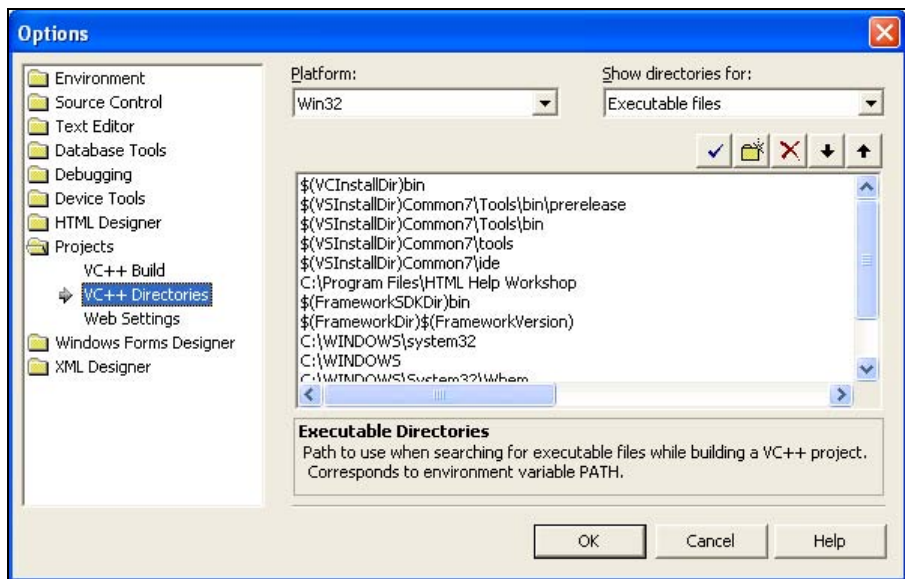 Options
Environment
Source Control
Text Editor
Database Tools
Debugging
Device Tools
HTML Designer
Projects
VC++ Build
VC++ Directories
Web Settings
Windows Forms Designer
XML Designer
Platform:
Win32
Show directories for:
Executable files
$(VCInstallDir)bin
$(VSInstallDir)Common7\Tools\bin\prerelease
$(VSInstallDir)Common7\Tools\bin
$(VSInstallDir)Common7\tools
$(VSInstallDir)Common7\ide
C:\Program Files\HTML Help Workshop
$(FrameworkSDKDir)bin
$(FrameworkDir)$(FrameworkVersion)
C:\WINDOWS\system32
C:\WINDOWS
C:\WINDOWS\System32\Wbem
Executable Directories
Path to use when searching for executable files while building a VC++ project.
Corresponds to environment variable PATH.
OK
Cancel
Help